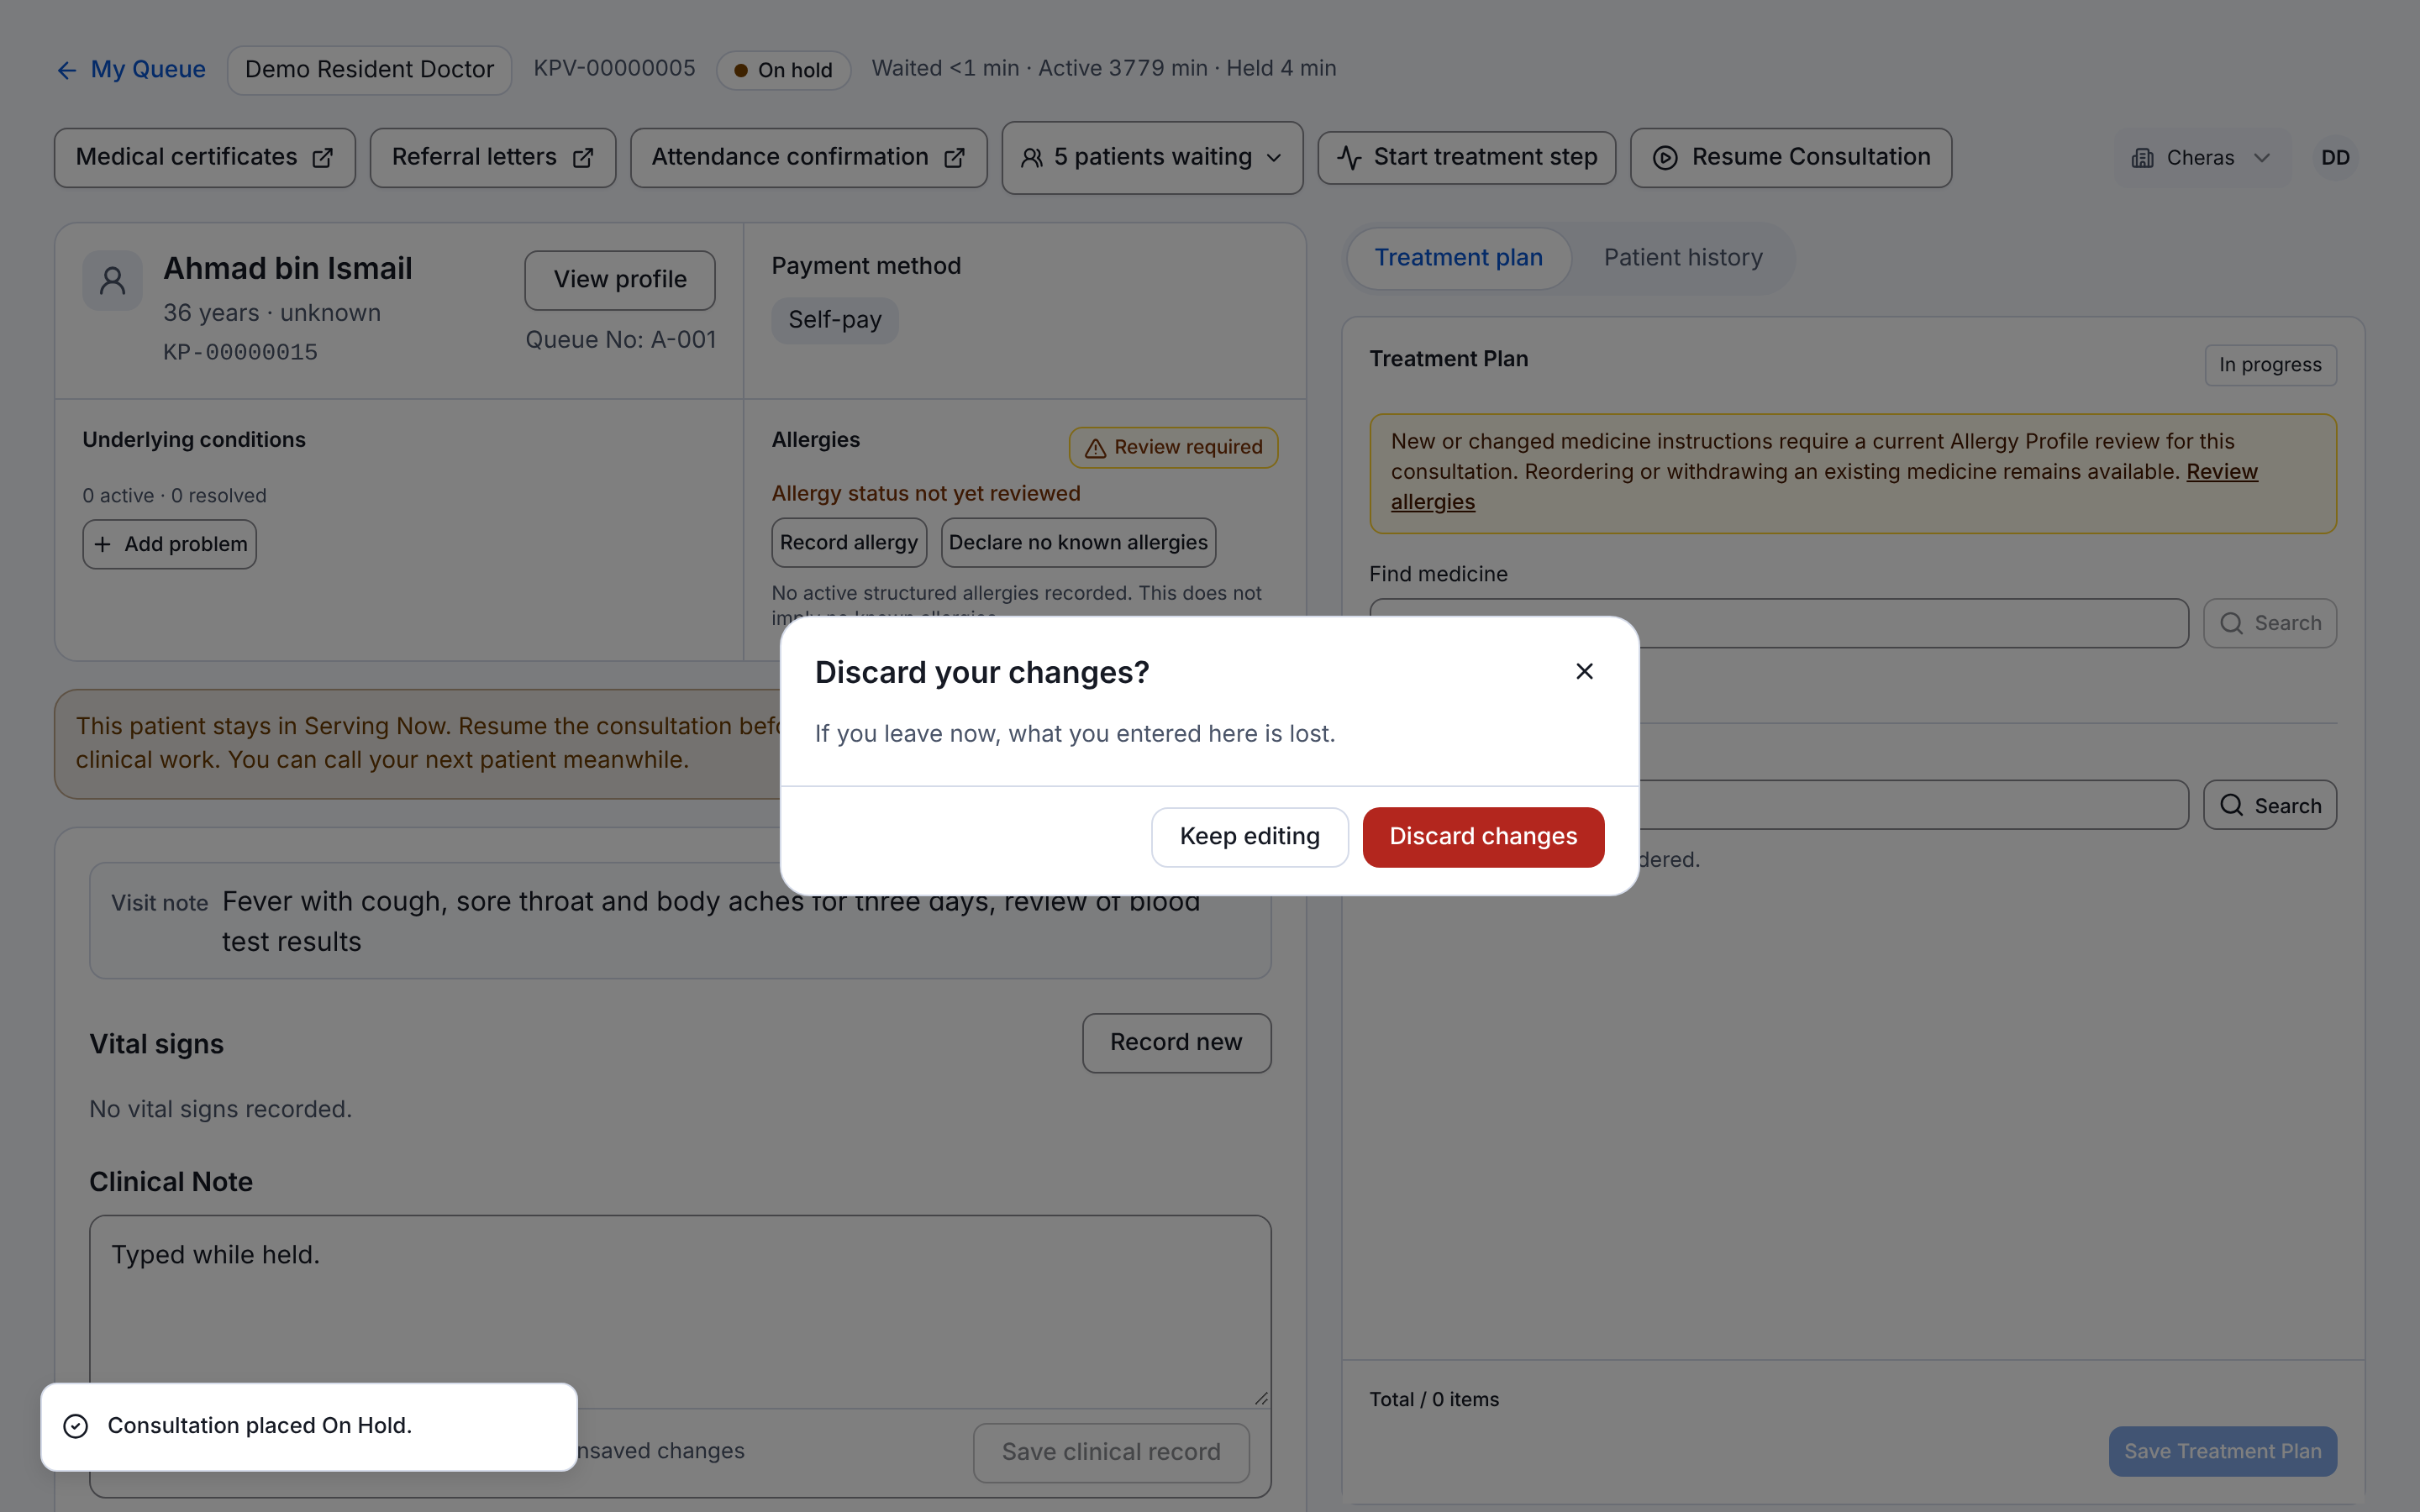 My Queue
Demo Resident Doctor
KPV-00000005
On hold
Waited <1 min · Active 3779 min · Held 4 min
Medical certificates
Referral letters
Attendance confirmation
5 patients waiting
Start treatment step
Resume Consultation
Cheras
DD
Ahmad bin Ismail
36 years · unknown
KP-00000015
View profile
Queue No: A-001
Payment method
Self-pay
Underlying conditions
0 active · 0 resolved
Add problem
Allergies
Review required
Allergy status not yet reviewed
Record allergy
Declare no known allergies
No active structured allergies recorded. This does not
This patient stays in Serving Now. Resume the consultation
clinical work. You can call your next patient meanwhile.
Visit note
Fever with cough, sore throat and body aches for three days, review of blood
test results
Vital signs
Record new
No vital signs recorded.
Clinical Note
Typed while held.
changes
Save clinical record
Treatment plan
Patient history
Treatment Plan
In progress
New or changed medicine instructions require a current Allergy Profile review for this
consultation. Reordering or withdrawing an existing medicine remains available. Review
allergies
Find medicine
Search
Search
Total / 0 items
Save Treatment Plan
Discard your changes?
If you leave now, what you entered here is lost.
Keep editing
Discard changes
Consultation placed On Hold.